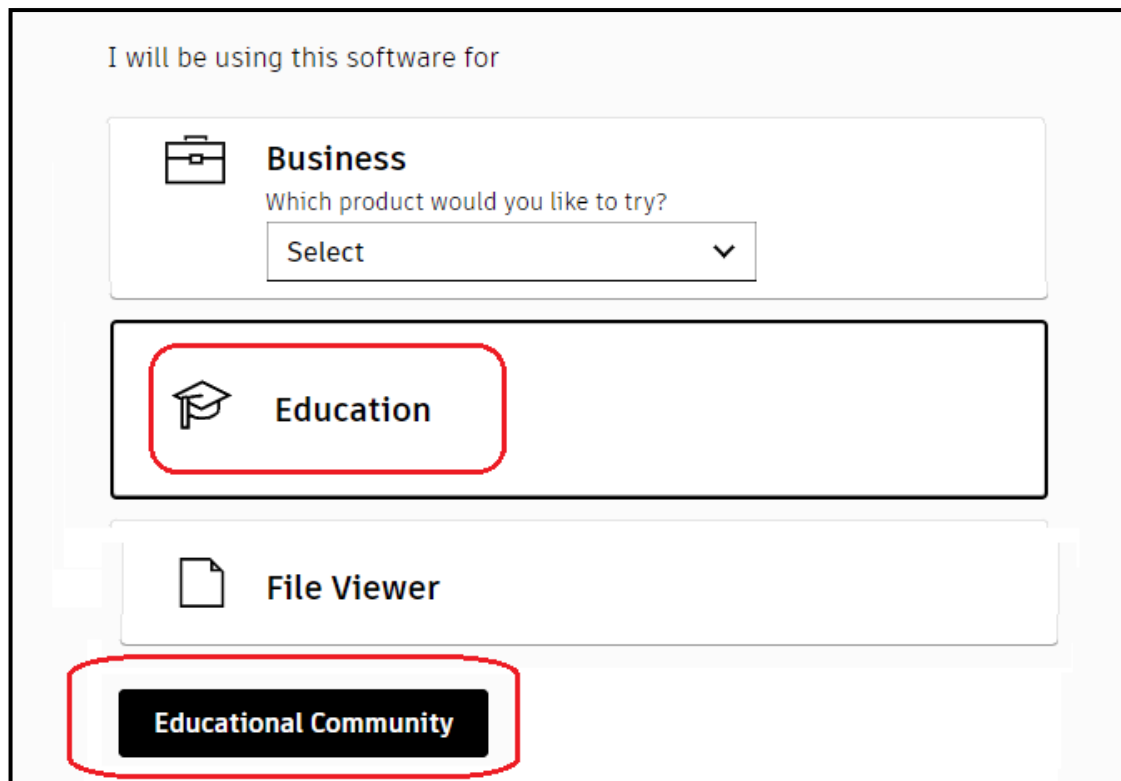 I will be using this software for
Business
Which product would you like to try?
Select
Education
File Viewer
Educational Community